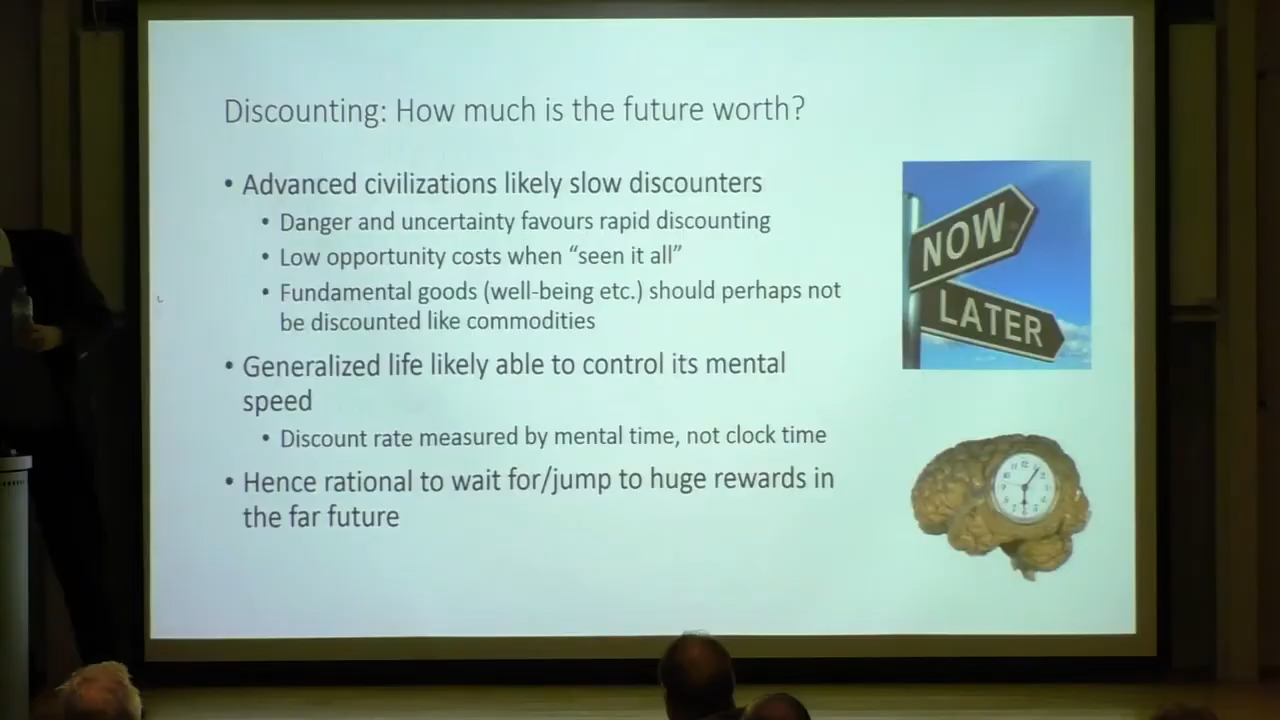 Discounting: How much is the future worth?
• Advanced civilizations likely slow discounters
• Danger and uncertainty favours rapid discounting
• Low opportunity costs when “seen it all”
• Fundamental goods (well-being etc.) should perhaps not
be discounted like commodities
• Generalized life likely able to control its mental
speed
• Discount rate measured by mental time, not clock time
• Hence rational to wait for/jump to huge rewards in
the far future
NOW
LATER